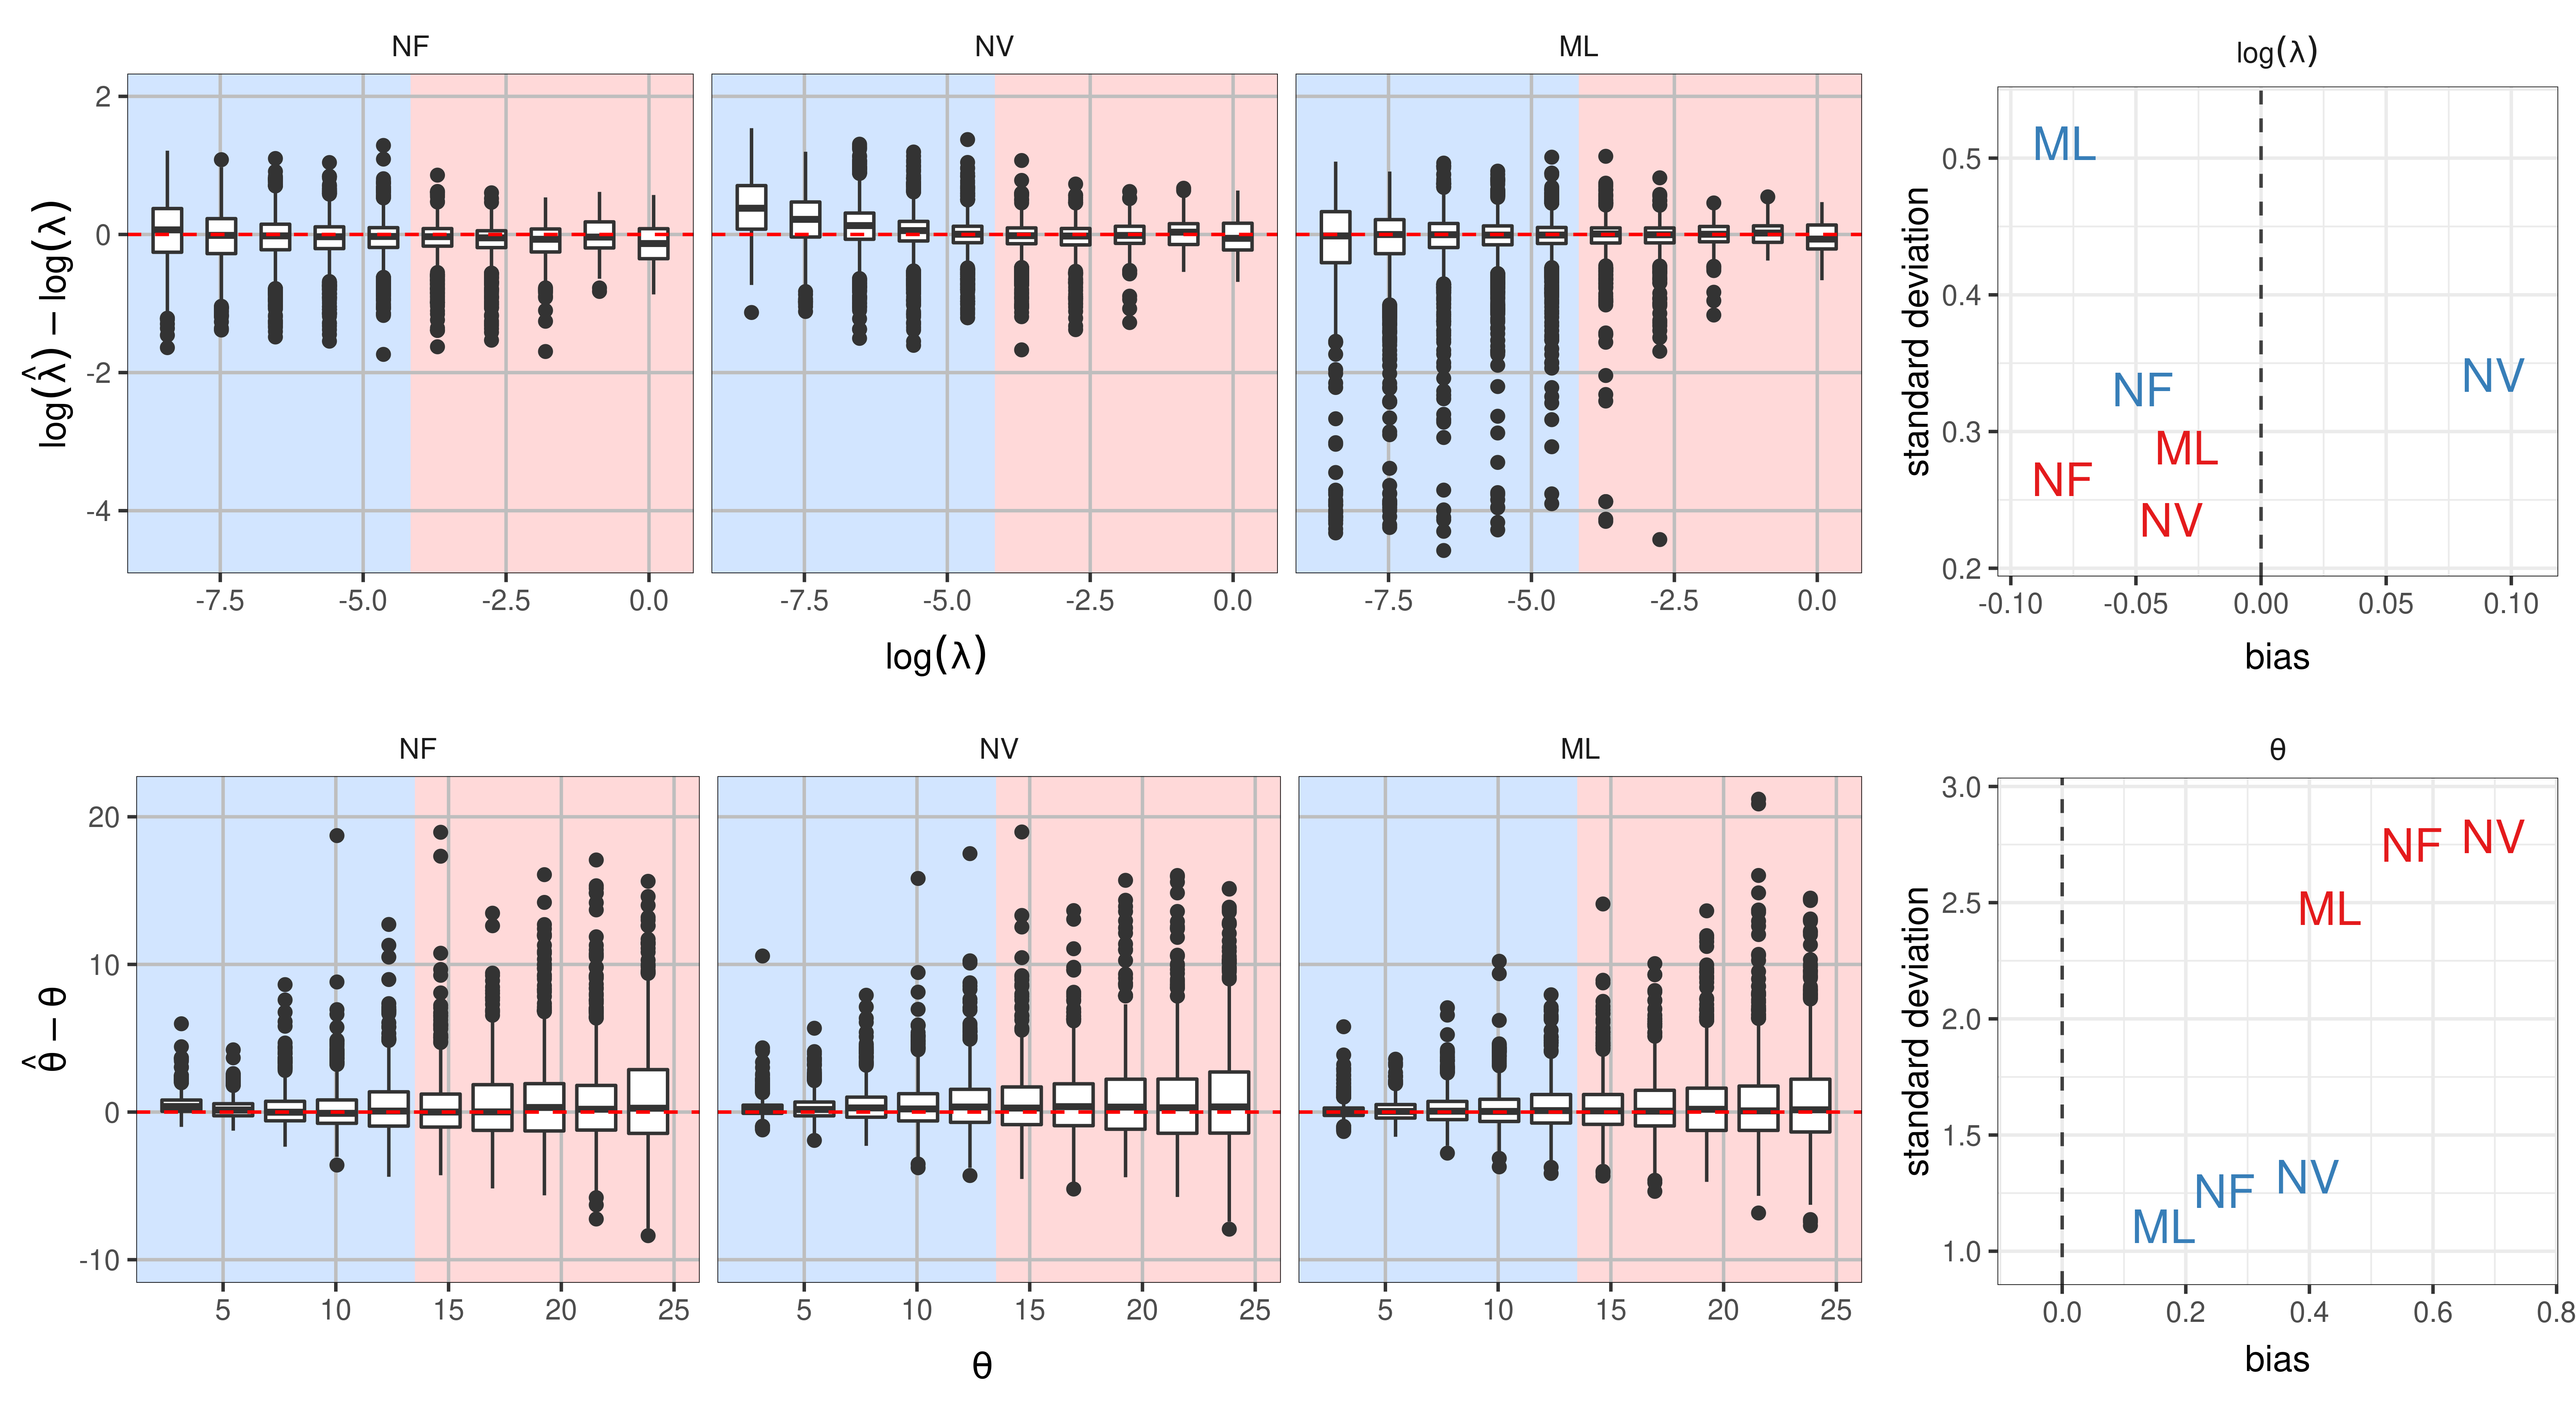 NF NV ML log(λ)
2
0
-2
-4
log(λ̂) − log(λ)
-7.5 -5.0 -2.5 0.0 -7.5 -5.0 -2.5 0.0 -7.5 -5.0 -2.5 0.0
log(λ)
0.5
0.4
0.3
0.2
standard deviation
ML
NF
NV
ML
NF
NV
-0.10 -0.05 0.00 0.05 0.10
bias
NF NV ML θ
20
10
0
-10
θ̂ − θ
5 10 15 20 25 5 10 15 20 25 5 10 15 20 25
θ
3.0
2.5
2.0
1.5
1.0
standard deviation
NF NV
ML
NF NV
ML
0.0 0.2 0.4 0.6 0.8
bias